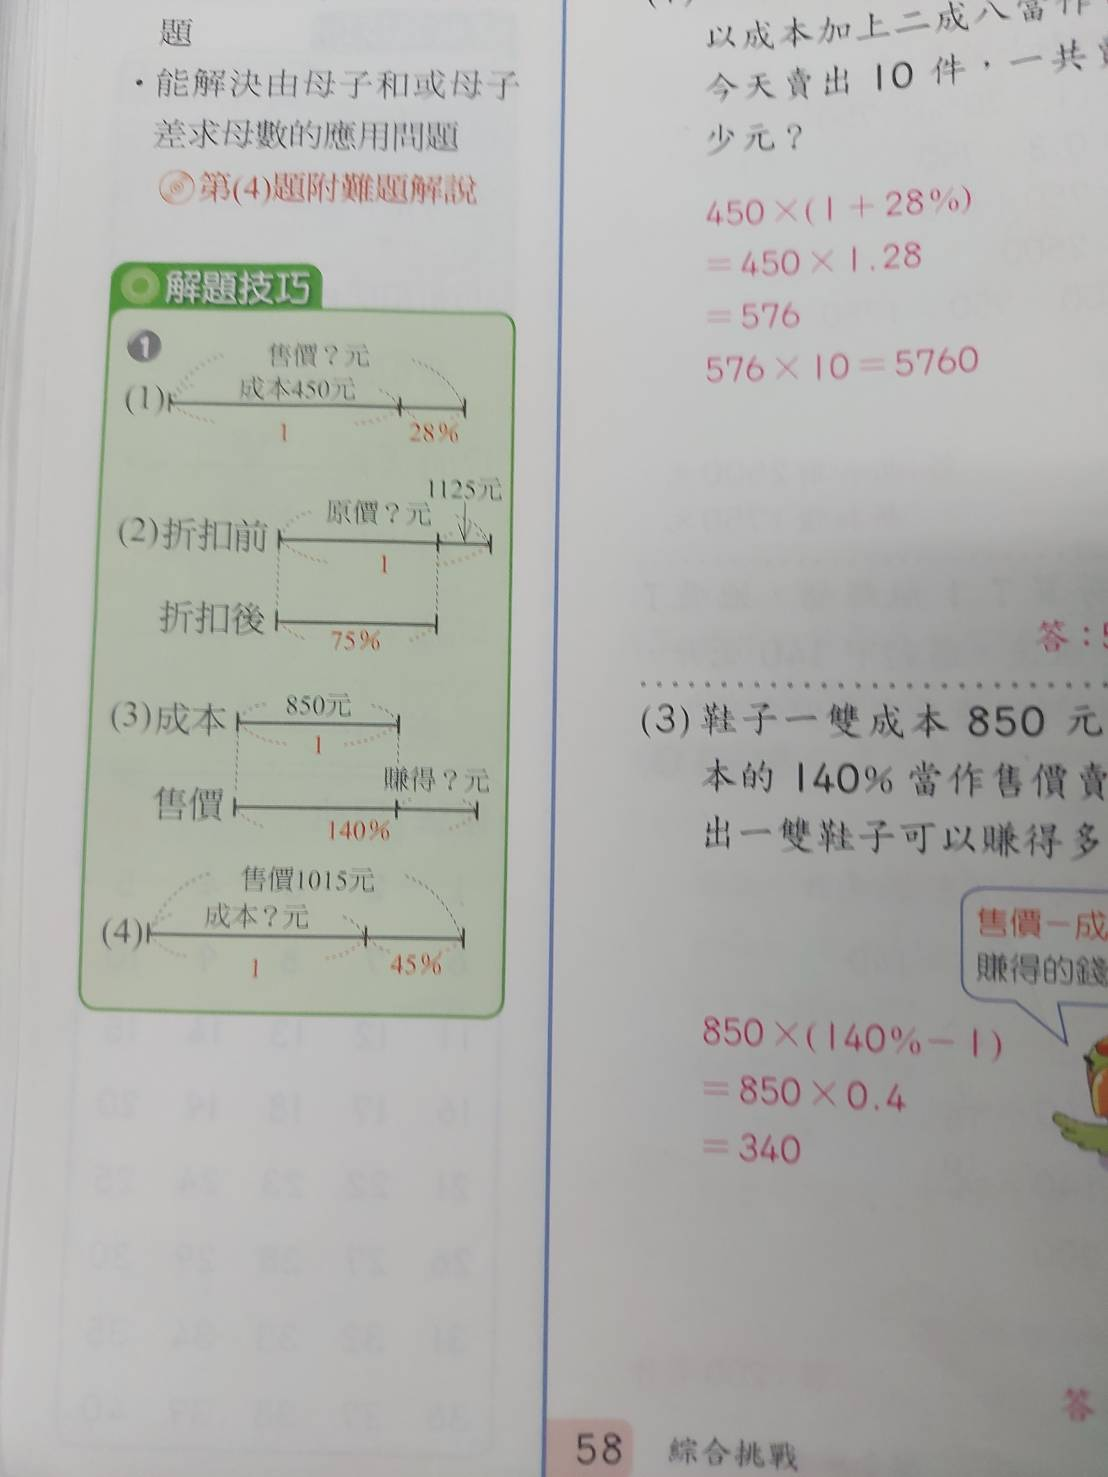 題
・能解決由母子和或母子
差求母數的應用問題
第(4)題附難題解說
解題技巧
1
售價？元
(1) 成本450元
1 28%
1125元
原價？元
(2)折扣前
1
折扣後
75%
850元
(3)成本
1
賺得？元
售價
140%
售價1015元
成本？元
(4)
1 45%
以成本加上二成八當作
今天賣出 10 件，一共
少元？
450×(1＋28%)
＝450×1.28
＝576
576×10＝5760
答：
(3) 鞋子一雙成本 850 元
本的 140% 當作售價賣
出一雙鞋子可以賺得多
售價－成
賺得的錢
850×(140%－1)
＝850×0.4
＝340
答
58 綜合挑戰